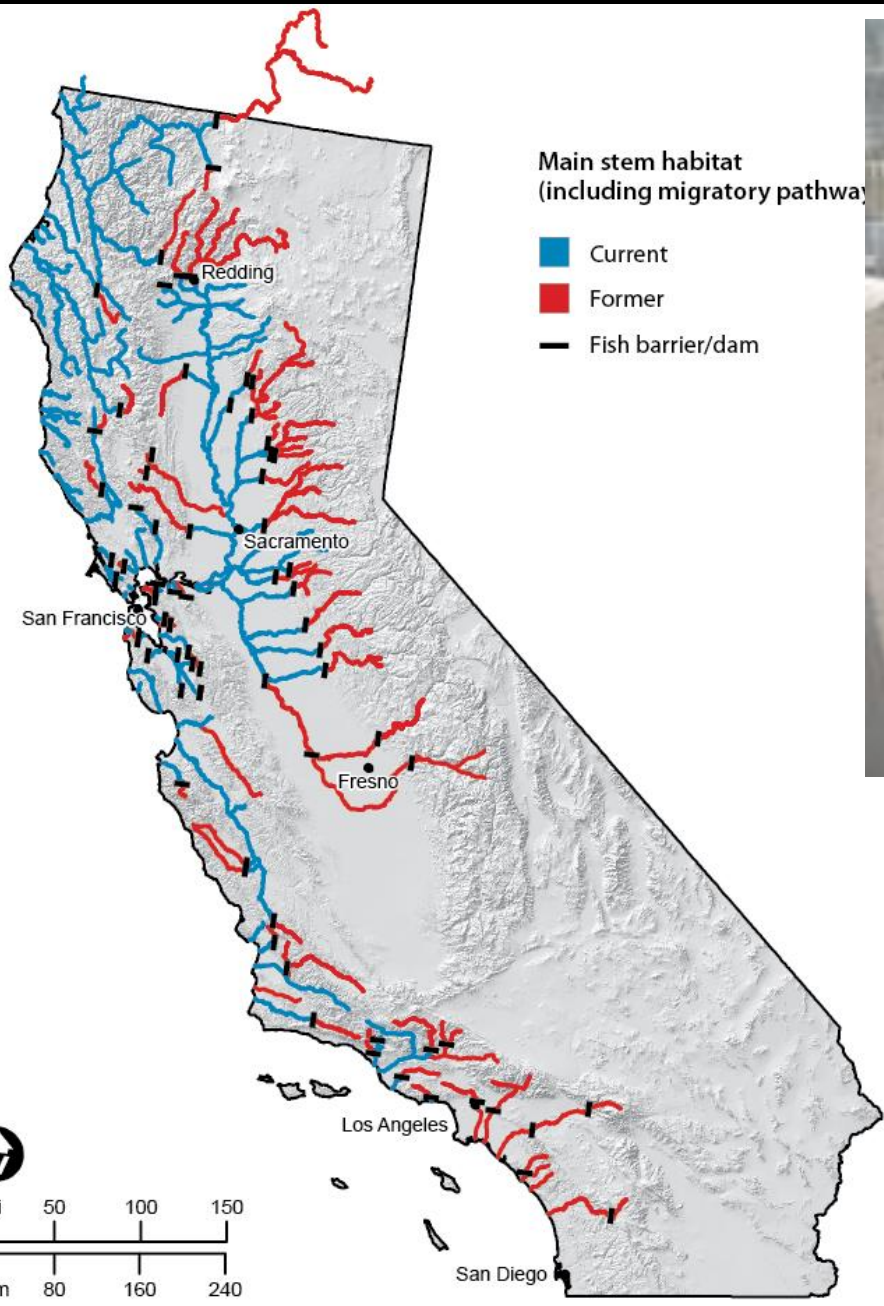 Main stem habitat
(including migratory pathway
Current
Former
Fish barrier/dam
Redding
Sacramento
San Francisco
Fresno
Los Angeles
San Diego
50 100 150
80 160 240